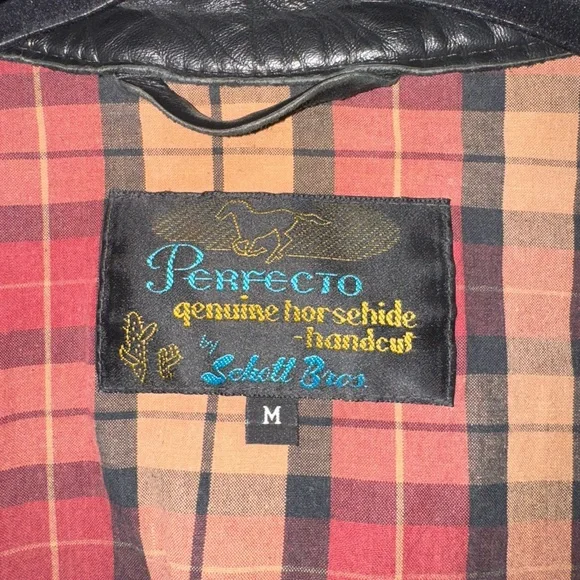 PERFECTO
genuine horsehide
-handcut
by
Schott Bros.
M